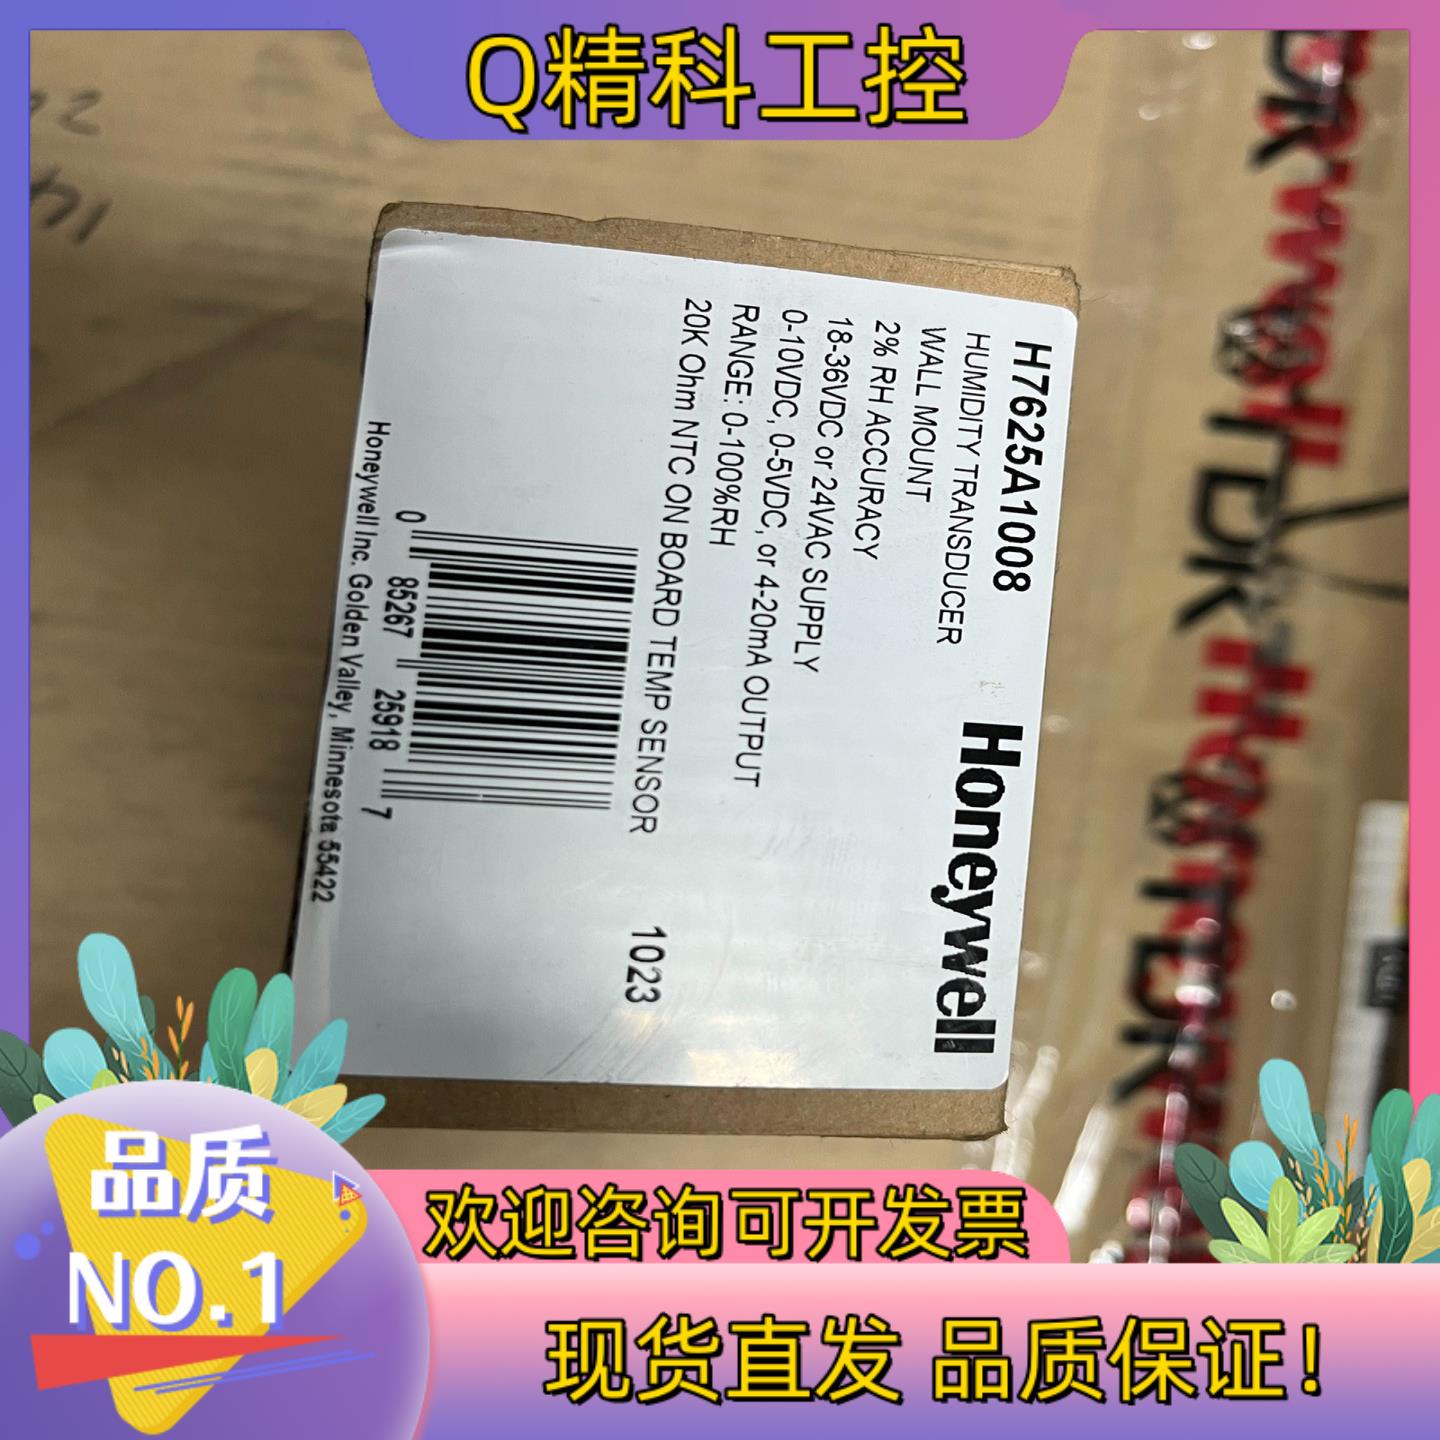 Q精科工控
H7625A1008
HUMIDITY TRANSDUCER
WALL MOUNT
2% RH ACCURACY
18-36VDC or 24VAC SUPPLY
0-10VDC, 0-5VDC, or 4-20mA OUTPUT
RANGE: 0-100%RH
20K Ohm NTC ON BOARD TEMP SENSOR
Honeywell
1023
0 85267 25918 7
Honeywell Inc. Golden Valley, Minnesota 55422
品质
NO.1
欢迎咨询可开发票
现货直发 品质保证!